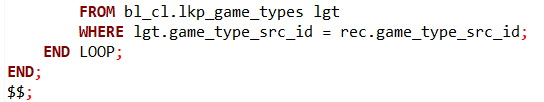 FROM bl_cl.lkp_game_types lgt
WHERE lgt.game_type_src_id = rec.game_type_src_id;
END LOOP;
END;
$$;